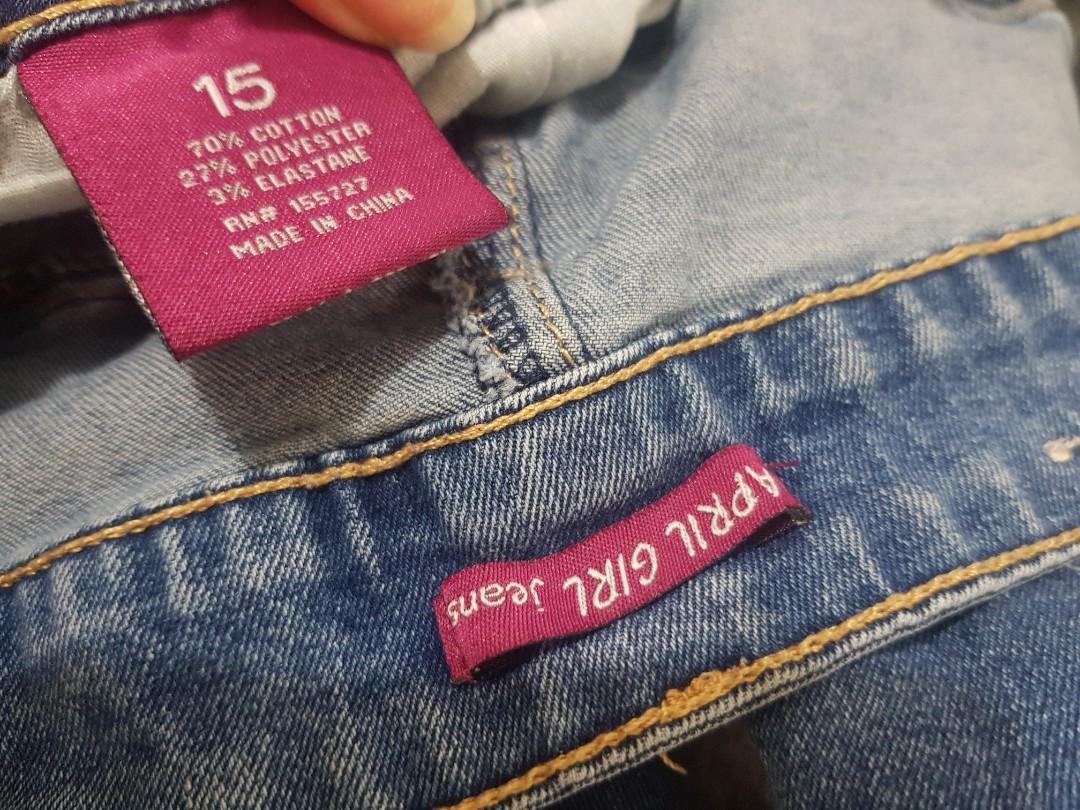 15
70% COTTON
27% POLYESTER
3% ELASTANE
RN# 155727
MADE IN CHINA
APRIL GIRL jeans